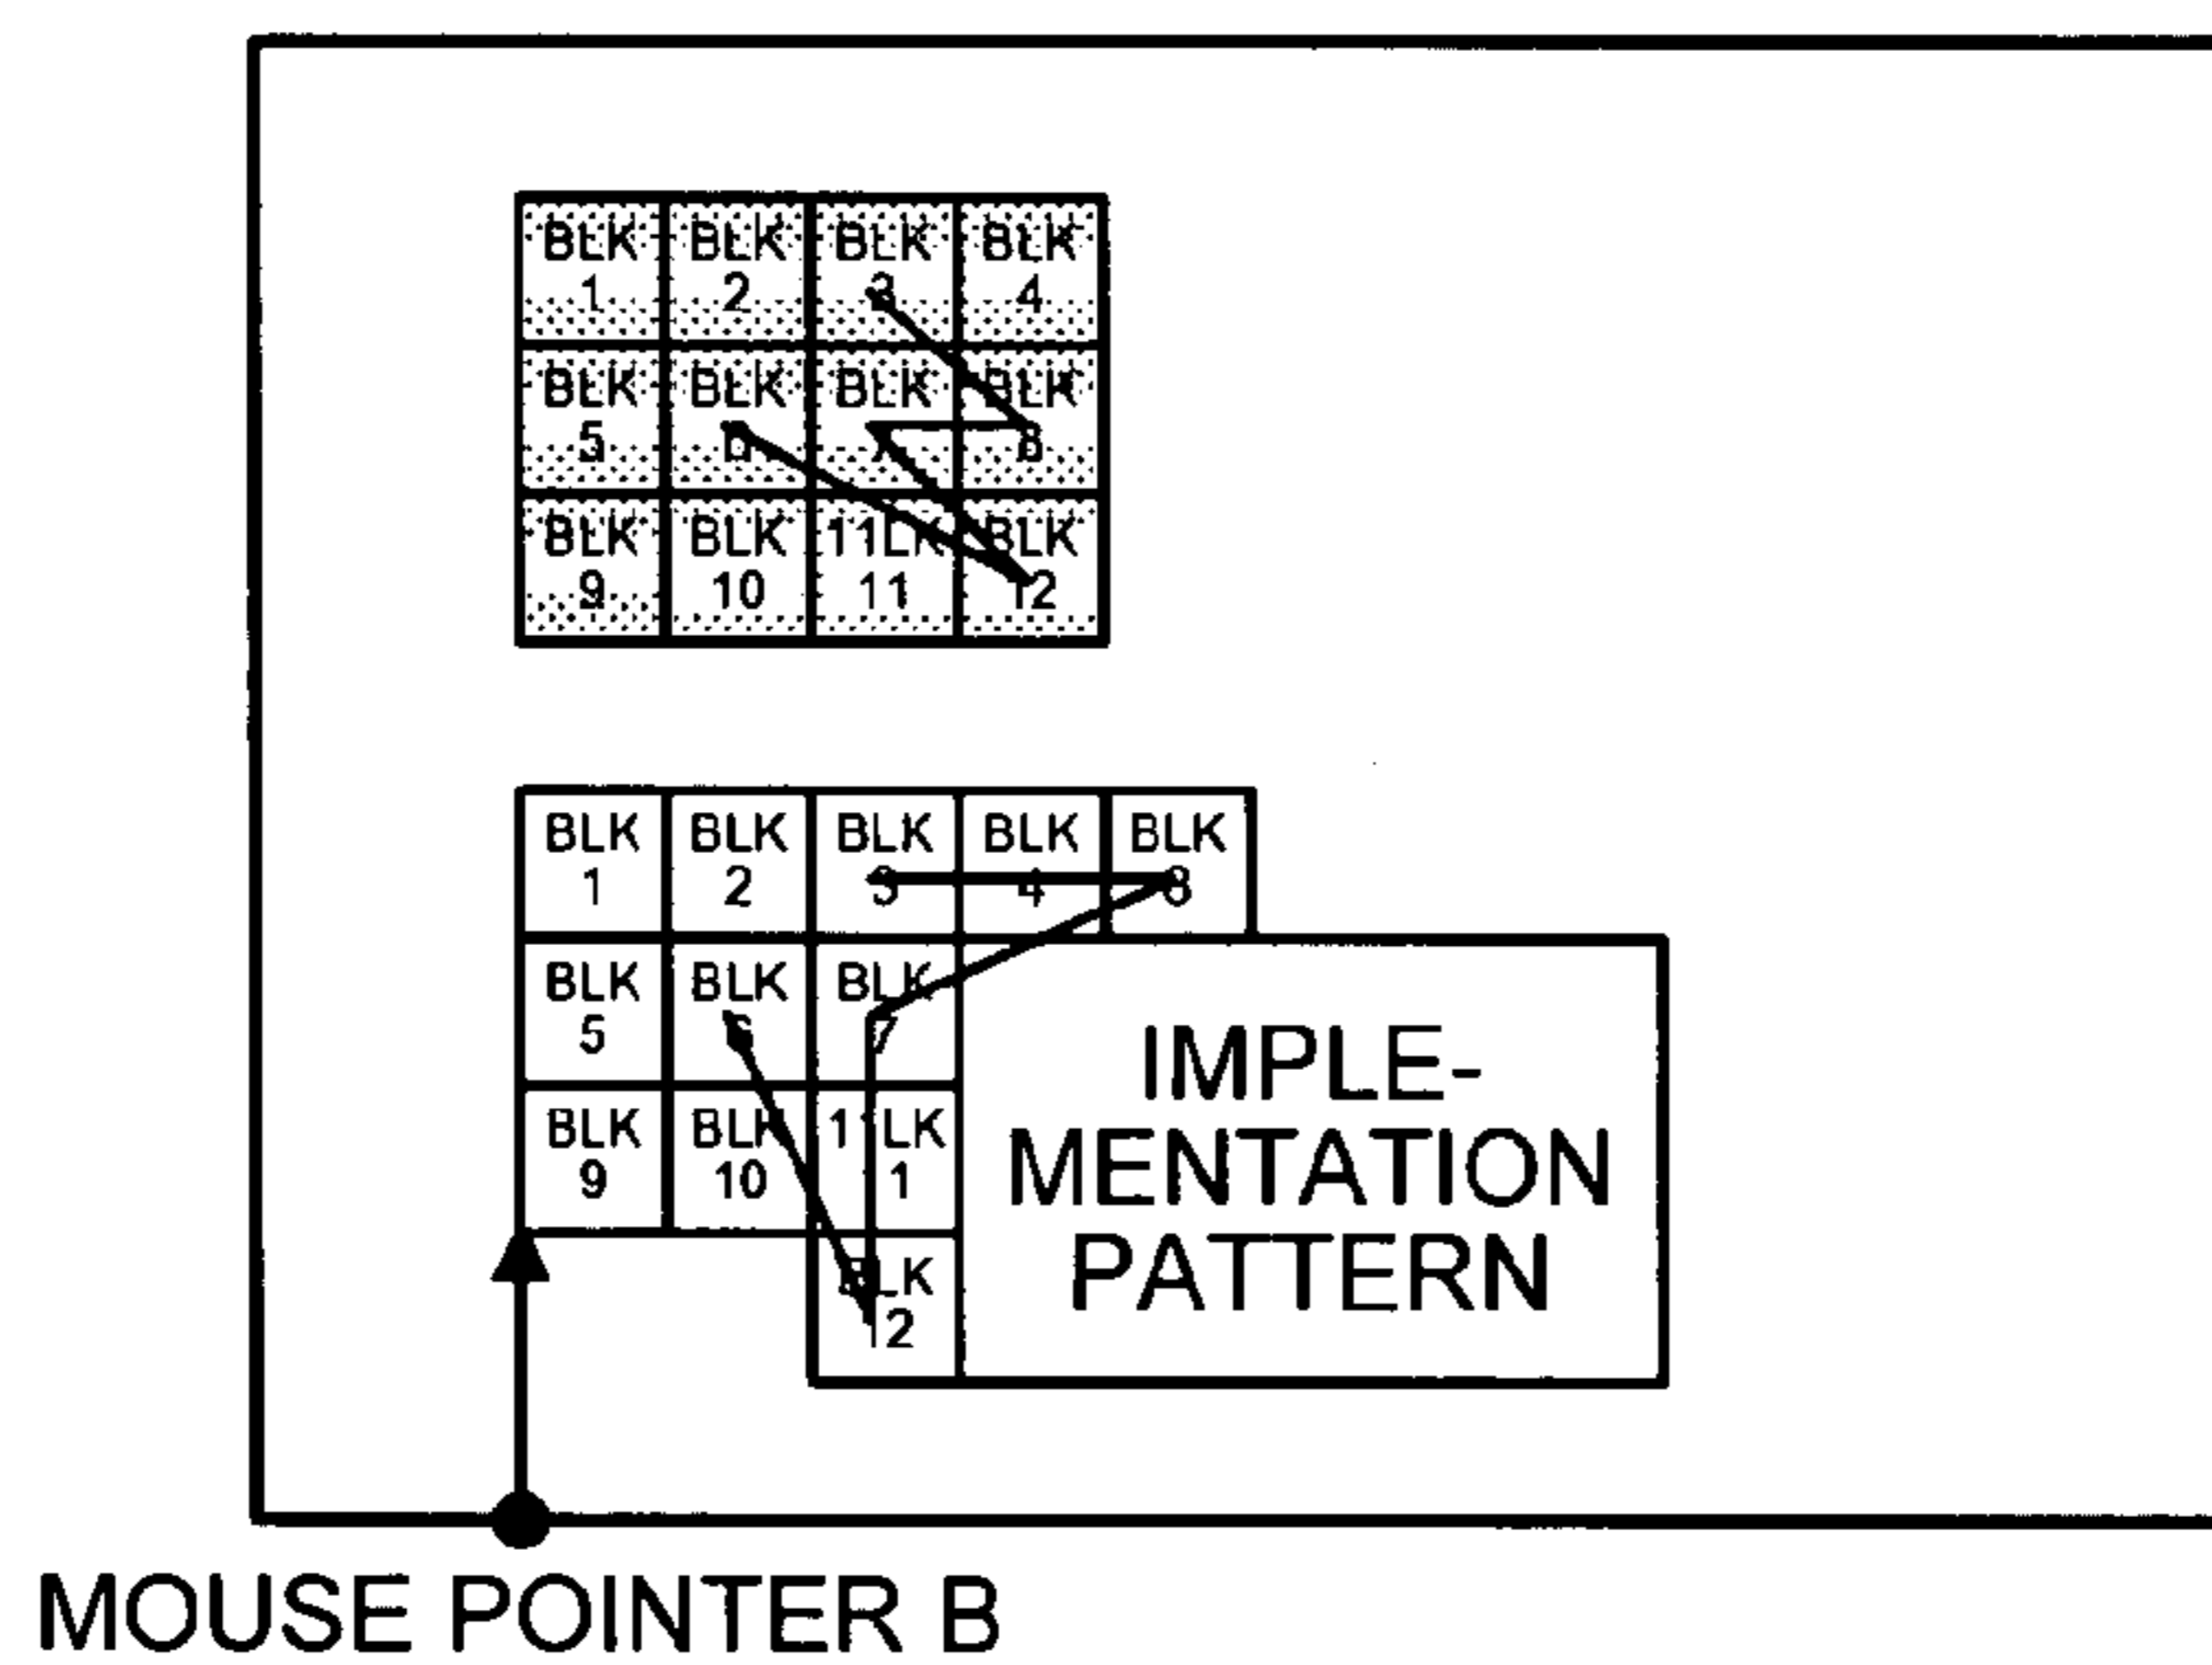 BLK BLK BLK BLK
1 2 3 4
BLK BLK BLK BLK
5 6 7 8
BLK BLK 11LK BLK
9 10 11 12
BLK BLK BLK BLK BLK
1 2 3 4 8
BLK BLK BLK
5 6 7
BLK BLK 11LK
9 10 1
BLK
12
IMPLE-
MENTATION
PATTERN
MOUSE POINTER B